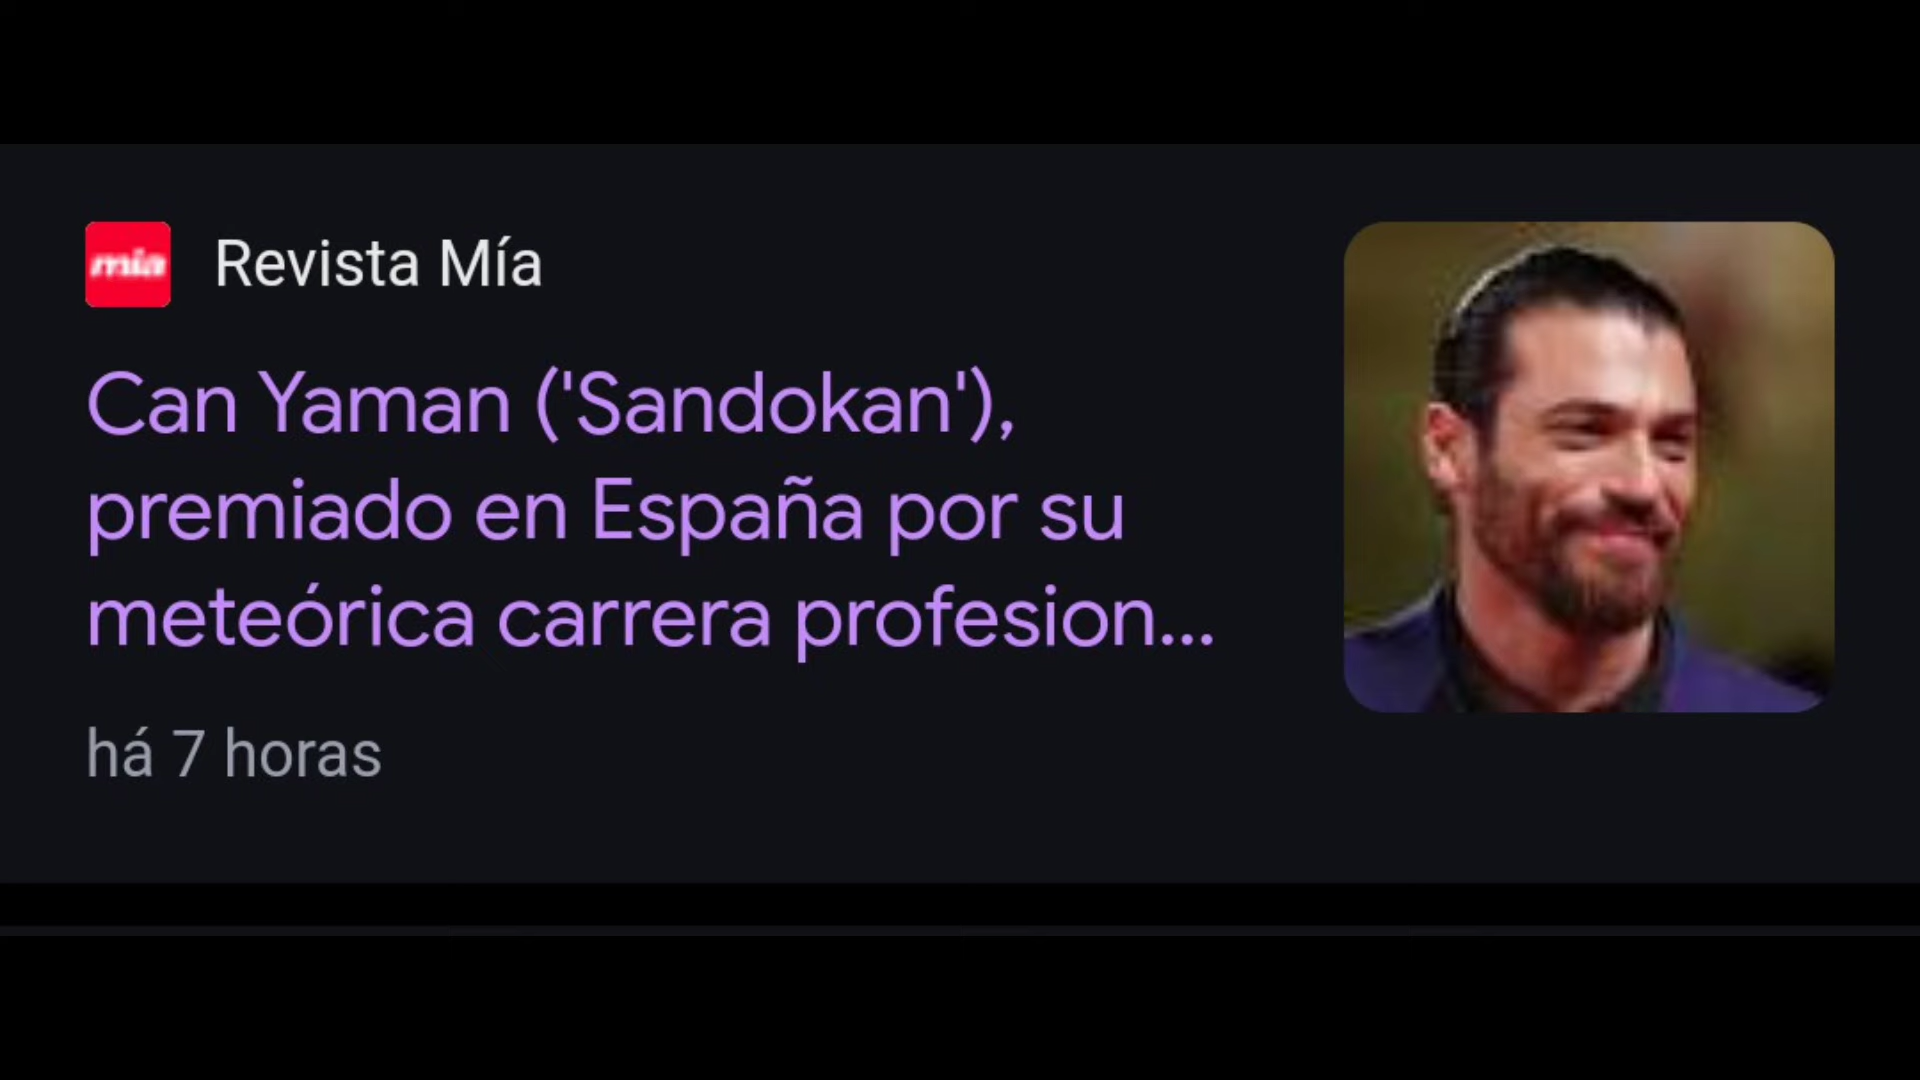 mía
Revista Mía
Can Yaman ('Sandokan'),
premiado en España por su
meteórica carrera profesion...
há 7 horas